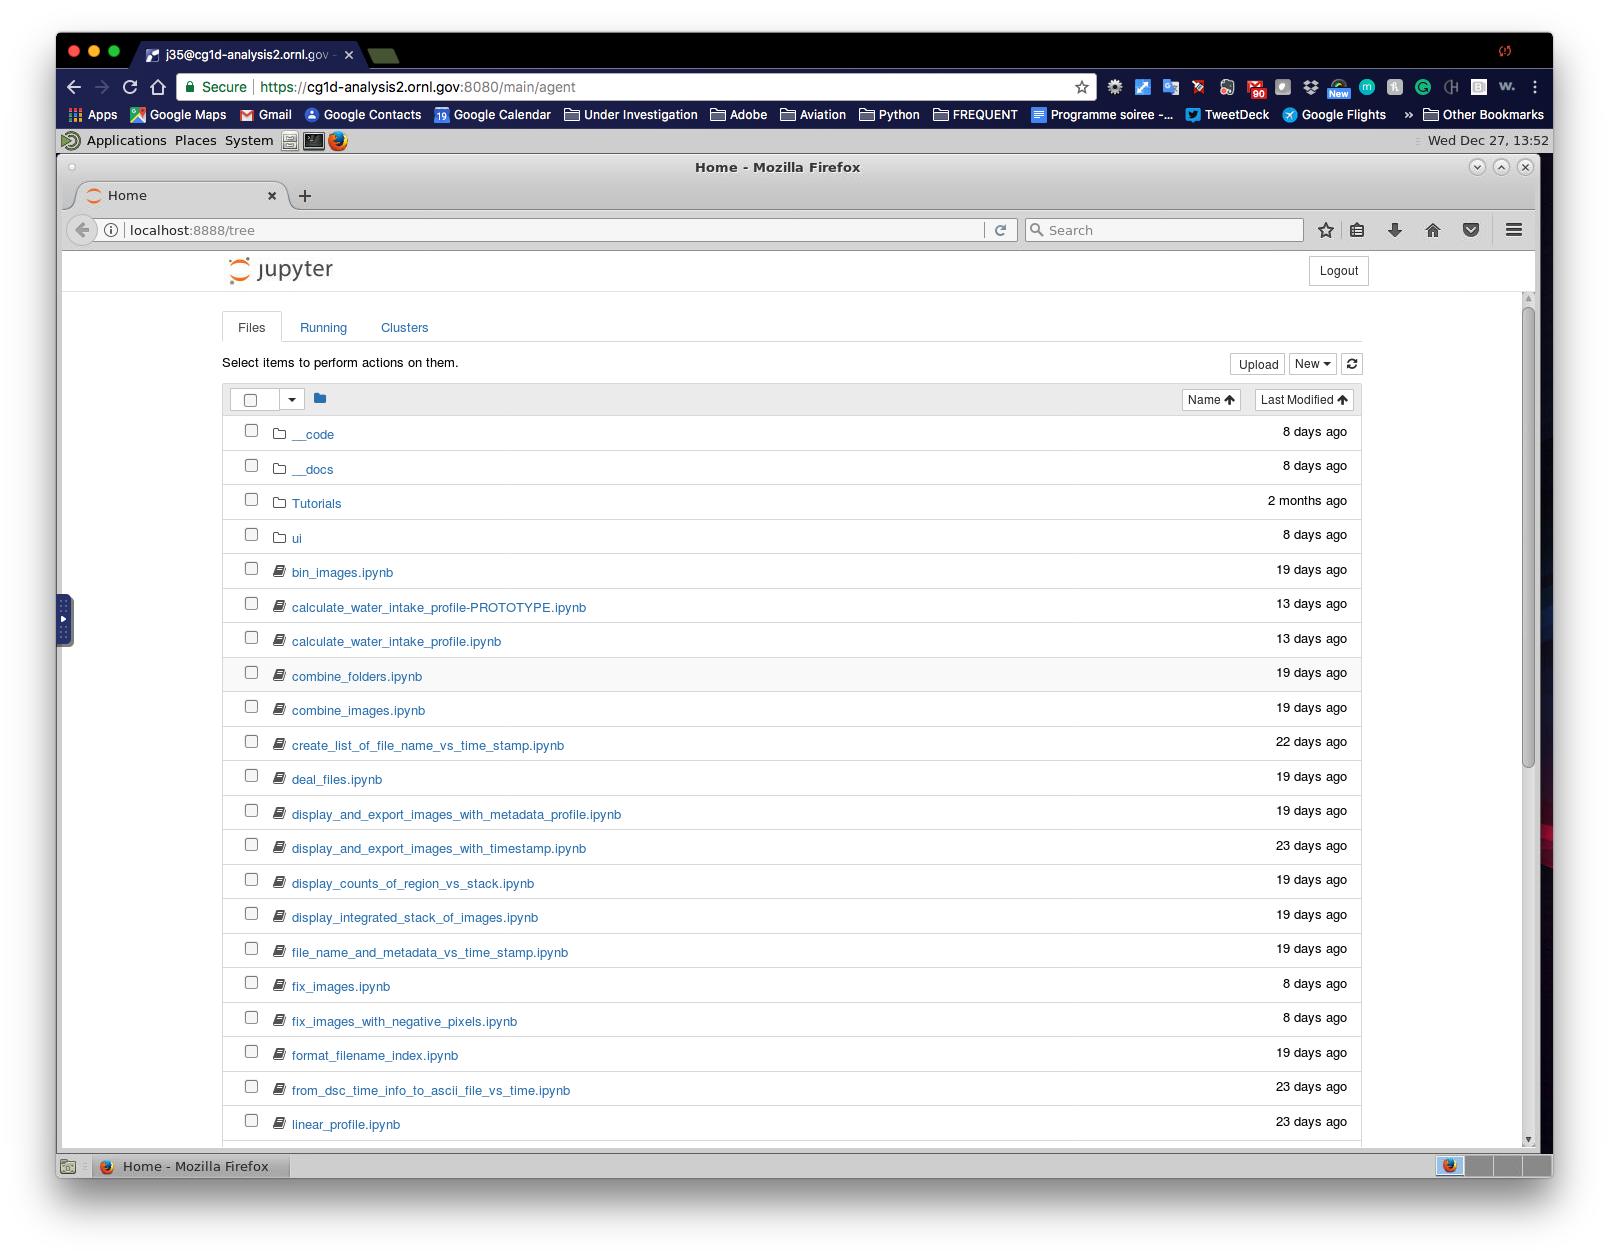 j35@cg1d-analysis2.ornl.gov -
Secure https://cg1d-analysis2.ornl.gov:8080/main/agent
90 New m B w.
Apps Google Maps Gmail Google Contacts 19 Google Calendar Under Investigation Adobe Aviation Python FREQUENT Programme soiree -... TweetDeck Google Flights » Other Bookmarks
Applications Places System Wed Dec 27, 13:52
Home - Mozilla Firefox
Home
localhost:8888/tree Search
jupyter Logout
Files Running Clusters
Select items to perform actions on them. Upload New
Name Last Modified
__code 8 days ago
__docs 8 days ago
Tutorials 2 months ago
ui 8 days ago
bin_images.ipynb 19 days ago
calculate_water_intake_profile-PROTOTYPE.ipynb 13 days ago
calculate_water_intake_profile.ipynb 13 days ago
combine_folders.ipynb 19 days ago
combine_images.ipynb 19 days ago
create_list_of_file_name_vs_time_stamp.ipynb 22 days ago
deal_files.ipynb 19 days ago
display_and_export_images_with_metadata_profile.ipynb 19 days ago
display_and_export_images_with_timestamp.ipynb 23 days ago
display_counts_of_region_vs_stack.ipynb 19 days ago
display_integrated_stack_of_images.ipynb 19 days ago
file_name_and_metadata_vs_time_stamp.ipynb 19 days ago
fix_images.ipynb 8 days ago
fix_images_with_negative_pixels.ipynb 8 days ago
format_filename_index.ipynb 19 days ago
from_dsc_time_info_to_ascii_file_vs_time.ipynb 23 days ago
linear_profile.ipynb 23 days ago
Home - Mozilla Firefox